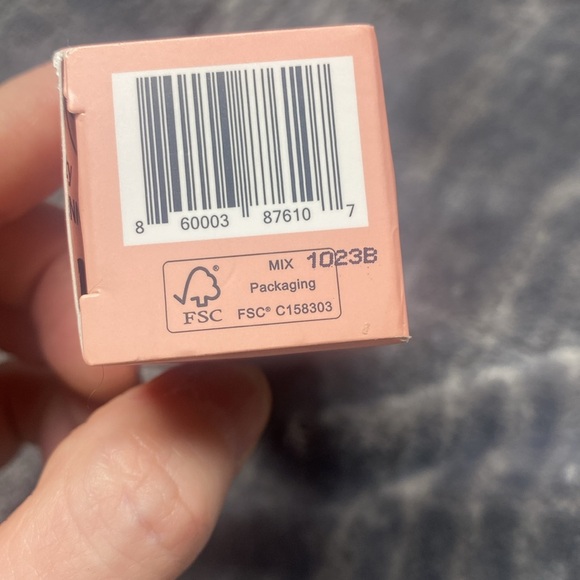 8 60003 87610 7
MIX 1023B
Packaging
FSC FSC® C158303